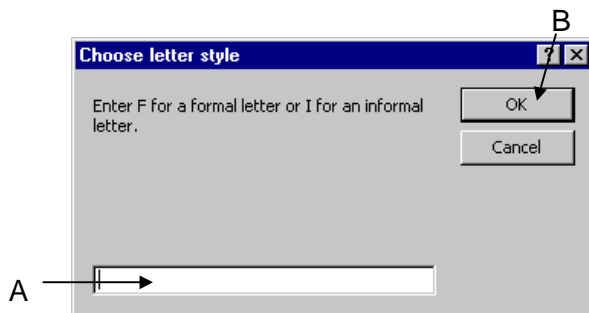 B
Choose letter style ? ×
Enter F for a formal letter or I for an informal
letter.
OK
Cancel
A